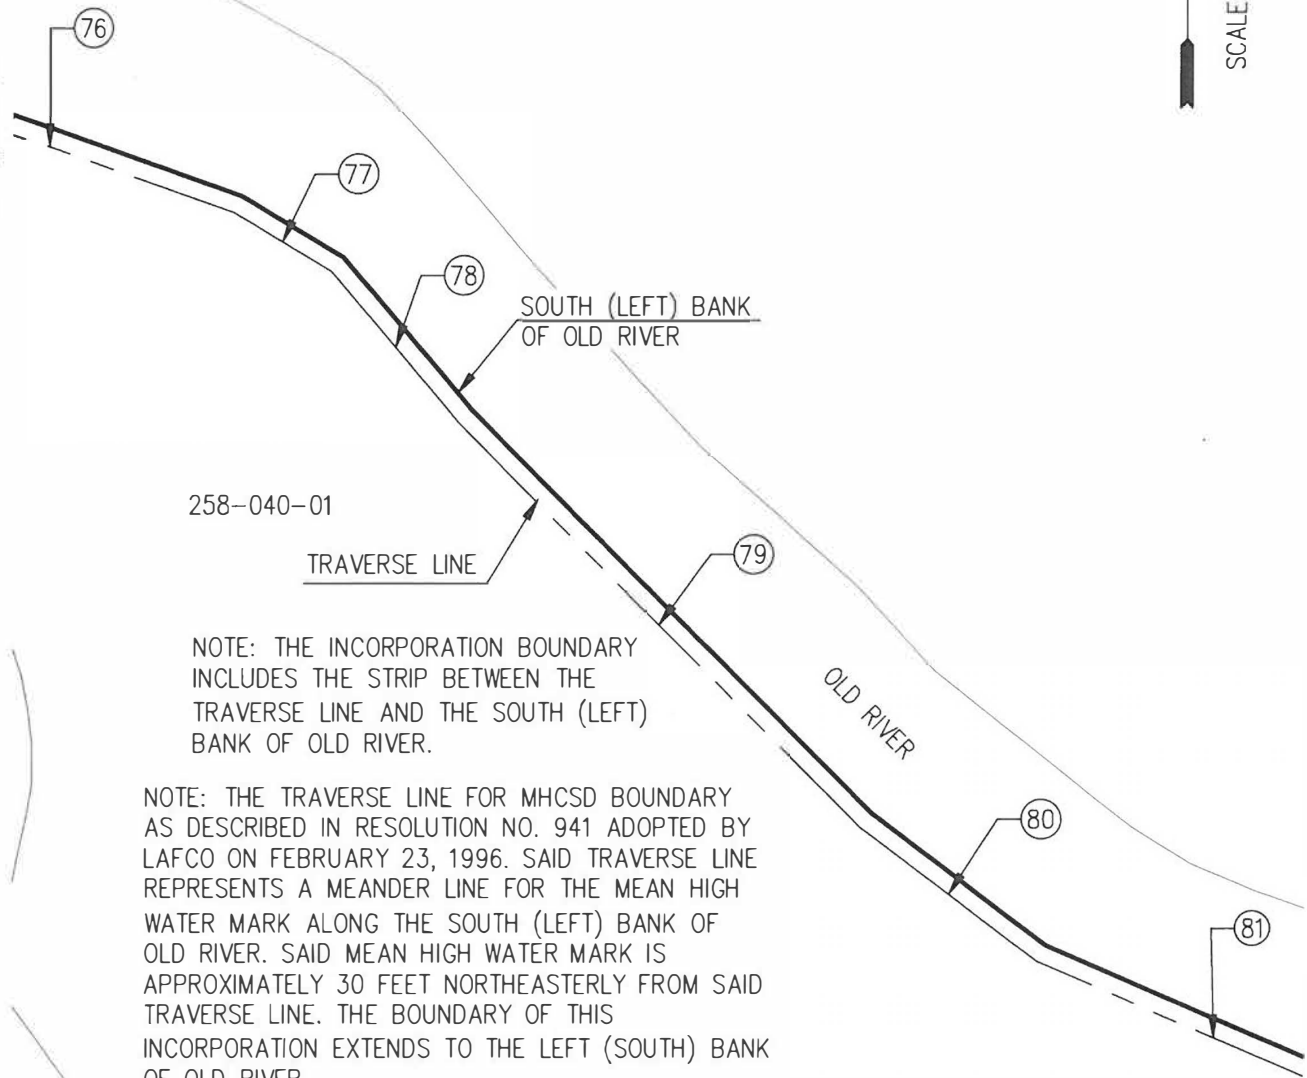 SCALE
76
77
78
SOUTH (LEFT) BANK
OF OLD RIVER
258-040-01
TRAVERSE LINE
79
NOTE: THE INCORPORATION BOUNDARY
INCLUDES THE STRIP BETWEEN THE
TRAVERSE LINE AND THE SOUTH (LEFT)
BANK OF OLD RIVER.
OLD RIVER
NOTE: THE TRAVERSE LINE FOR MHCSD BOUNDARY
AS DESCRIBED IN RESOLUTION NO. 941 ADOPTED BY
LAFCO ON FEBRUARY 23, 1996. SAID TRAVERSE LINE
REPRESENTS A MEANDER LINE FOR THE MEAN HIGH
WATER MARK ALONG THE SOUTH (LEFT) BANK OF
OLD RIVER. SAID MEAN HIGH WATER MARK IS
APPROXIMATELY 30 FEET NORTHEASTERLY FROM SAID
TRAVERSE LINE. THE BOUNDARY OF THIS
INCORPORATION EXTENDS TO THE LEFT (SOUTH) BANK
OF OLD RIVER
80
81